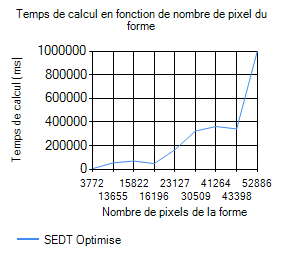 Temps de calcul en fonction de nombre de pixel du
forme
Temps de calcul [ms]
1000000
800000
600000
400000
200000
0
3772 15822 23127 41264 52886
13655 16196 30509 43398
Nombre de pixels de la forme
SEDT Optimise